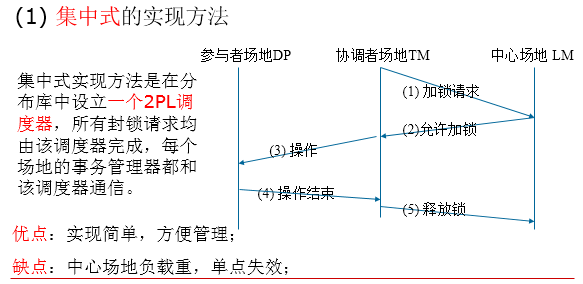 (1) 集中式的实现方法
参与者场地DP
协调者场地TM
中心场地 LM
集中式实现方法是在分
布库中设立一个2PL调
度器，所有封锁请求均
由该调度器完成，每个
场地的事务管理器都和
该调度器通信。
(1) 加锁请求
(2)允许加锁
(3) 操作
(4) 操作结束
(5) 释放锁
优点：实现简单，方便管理；
缺点：中心场地负载重，单点失效；